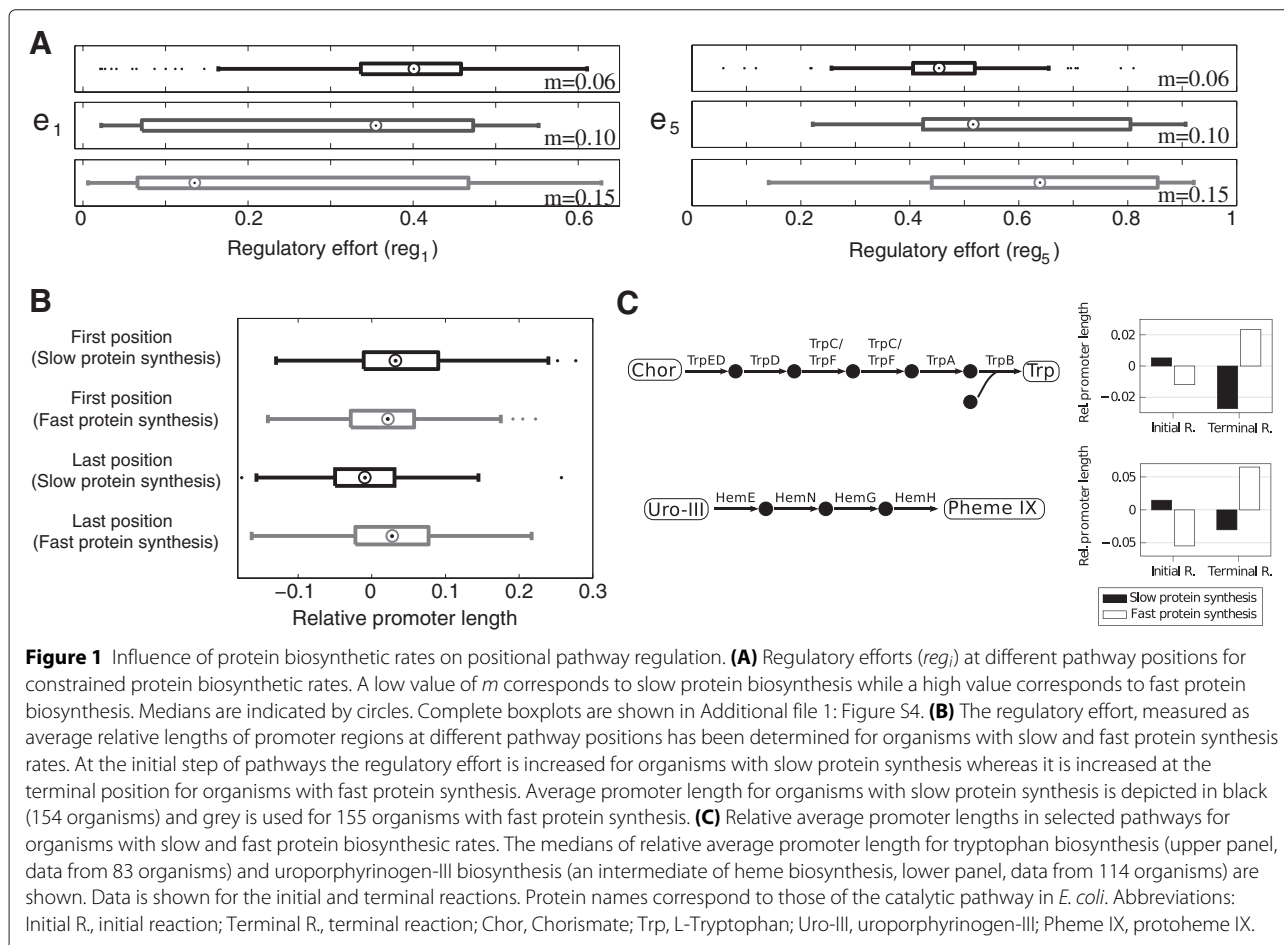 A
m=0.06
e1
m=0.10
m=0.15
0 0.2 0.4 0.6
Regulatory effort (reg1)
m=0.06
e5
m=0.10
m=0.15
0 0.2 0.4 0.6 0.8 1
Regulatory effort (reg5)
B
First position
(Slow protein synthesis)
First position
(Fast protein synthesis)
Last position
(Slow protein synthesis)
Last position
(Fast protein synthesis)
−0.1 0 0.1 0.2 0.3
Relative promoter length
C
Chor
TrpED
TrpD
TrpC/
TrpF
TrpC/
TrpF
TrpA
TrpB
Trp
Rel. promoter length
0.02
0
−0.02
Initial R. Terminal R.
Uro-III
HemE
HemN
HemG
HemH
Pheme IX
Rel. promoter length
0.05
0
−0.05
Initial R. Terminal R.
Slow protein synthesis
Fast protein synthesis
Figure 1 Influence of protein biosynthetic rates on positional pathway regulation. (A) Regulatory efforts (regi) at different pathway positions for
constrained protein biosynthetic rates. A low value of m corresponds to slow protein biosynthesis while a high value corresponds to fast protein
biosynthesis. Medians are indicated by circles. Complete boxplots are shown in Additional file 1: Figure S4. (B) The regulatory effort, measured as
average relative lengths of promoter regions at different pathway positions has been determined for organisms with slow and fast protein synthesis
rates. At the initial step of pathways the regulatory effort is increased for organisms with slow protein synthesis whereas it is increased at the
terminal position for organisms with fast protein synthesis. Average promoter length for organisms with slow protein synthesis is depicted in black
(154 organisms) and grey is used for 155 organisms with fast protein synthesis. (C) Relative average promoter lengths in selected pathways for
organisms with slow and fast protein biosynthesic rates. The medians of relative average promoter length for tryptophan biosynthesis (upper panel,
data from 83 organisms) and uroporphyrinogen-III biosynthesis (an intermediate of heme biosynthesis, lower panel, data from 114 organisms) are
shown. Data is shown for the initial and terminal reactions. Protein names correspond to those of the catalytic pathway in E. coli. Abbreviations:
Initial R., initial reaction; Terminal R., terminal reaction; Chor, Chorismate; Trp, L-Tryptophan; Uro-III, uroporphyrinogen-III; Pheme IX, protoheme IX.